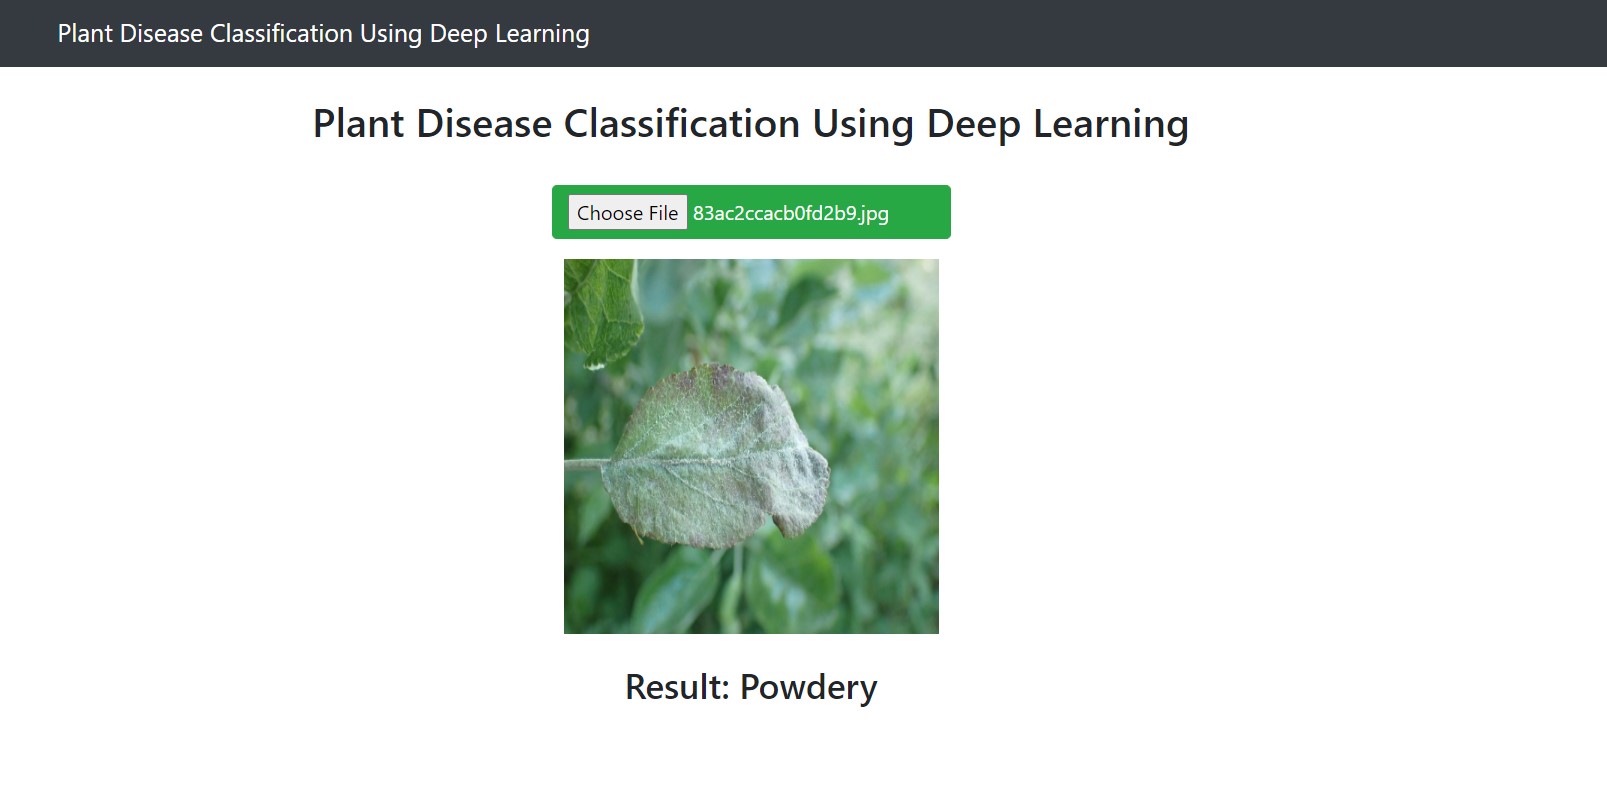 Plant Disease Classification Using Deep Learning
Plant Disease Classification Using Deep Learning
Choose File 83ac2ccacb0fd2b9.jpg
Result: Powdery